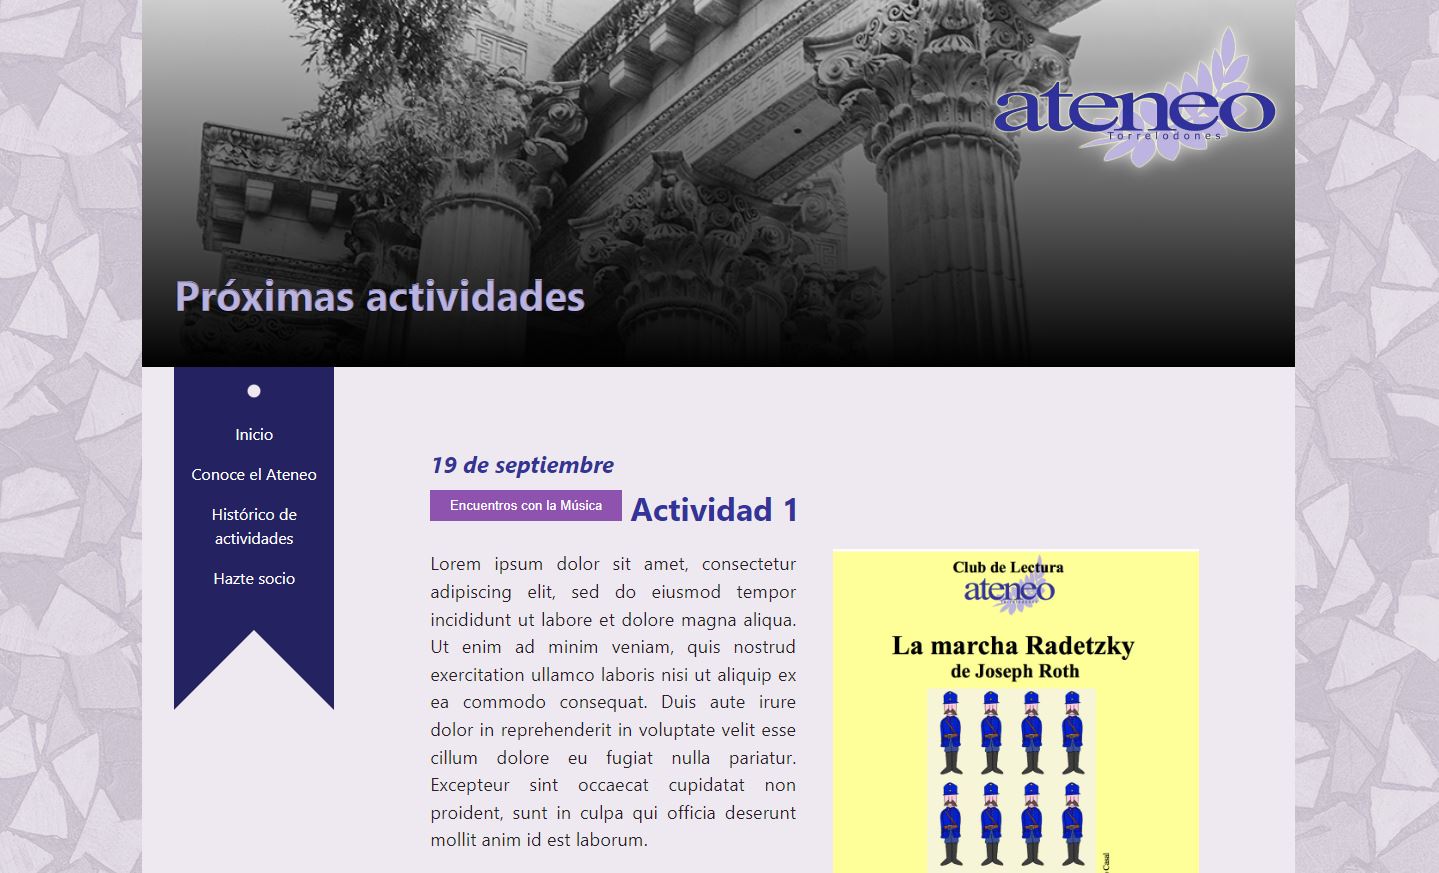 ateneo
Torrelodones
Próximas actividades
Inicio
Conoce el Ateneo
Histórico de
actividades
Hazte socio
19 de septiembre
Encuentros con la Música Actividad 1
Lorem ipsum dolor sit amet, consectetur
adipiscing elit, sed do eiusmod tempor
incididunt ut labore et dolore magna aliqua.
Ut enim ad minim veniam, quis nostrud
exercitation ullamco laboris nisi ut aliquip ex
ea commodo consequat. Duis aute irure
dolor in reprehenderit in voluptate velit esse
cillum dolore eu fugiat nulla pariatur.
Excepteur sint occaecat cupidatat non
proident, sunt in culpa qui officia deserunt
mollit anim id est laborum.
Club de Lectura
ateneo
Torrelodones
La marcha Radetzky
de Joseph Roth
Casal